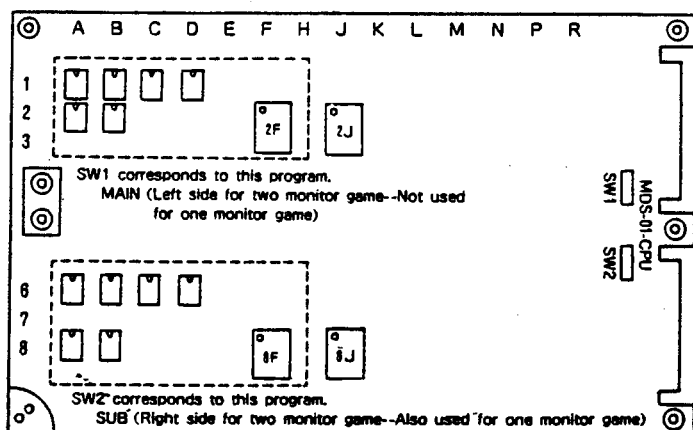 A B C D E F H J K L M N P R
1
2
3
2F
2J
SW1 corresponds to this program.
MAIN (Left side for two monitor game--Not used
for one monitor game)
SW1
MDS-01-CPU
SW2
6
7
8
8F
8J
SW2 corresponds to this program.
SUB (Right side for two monitor game--Also used for one monitor game)